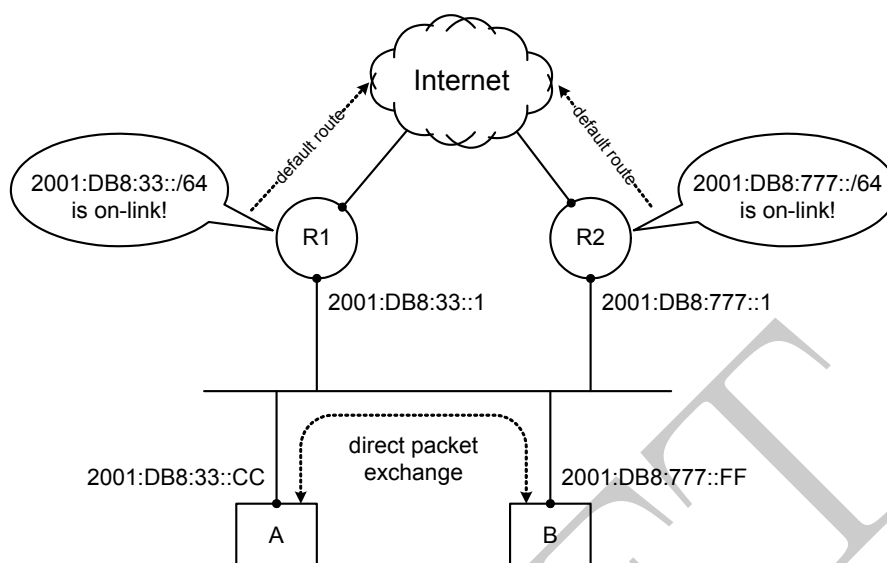 Internet
default route
default route
2001:DB8:33::/64
is on-link!
2001:DB8:777::/64
is on-link!
R1
R2
2001:DB8:33::1
2001:DB8:777::1
direct packet
exchange
2001:DB8:33::CC
2001:DB8:777::FF
A
B